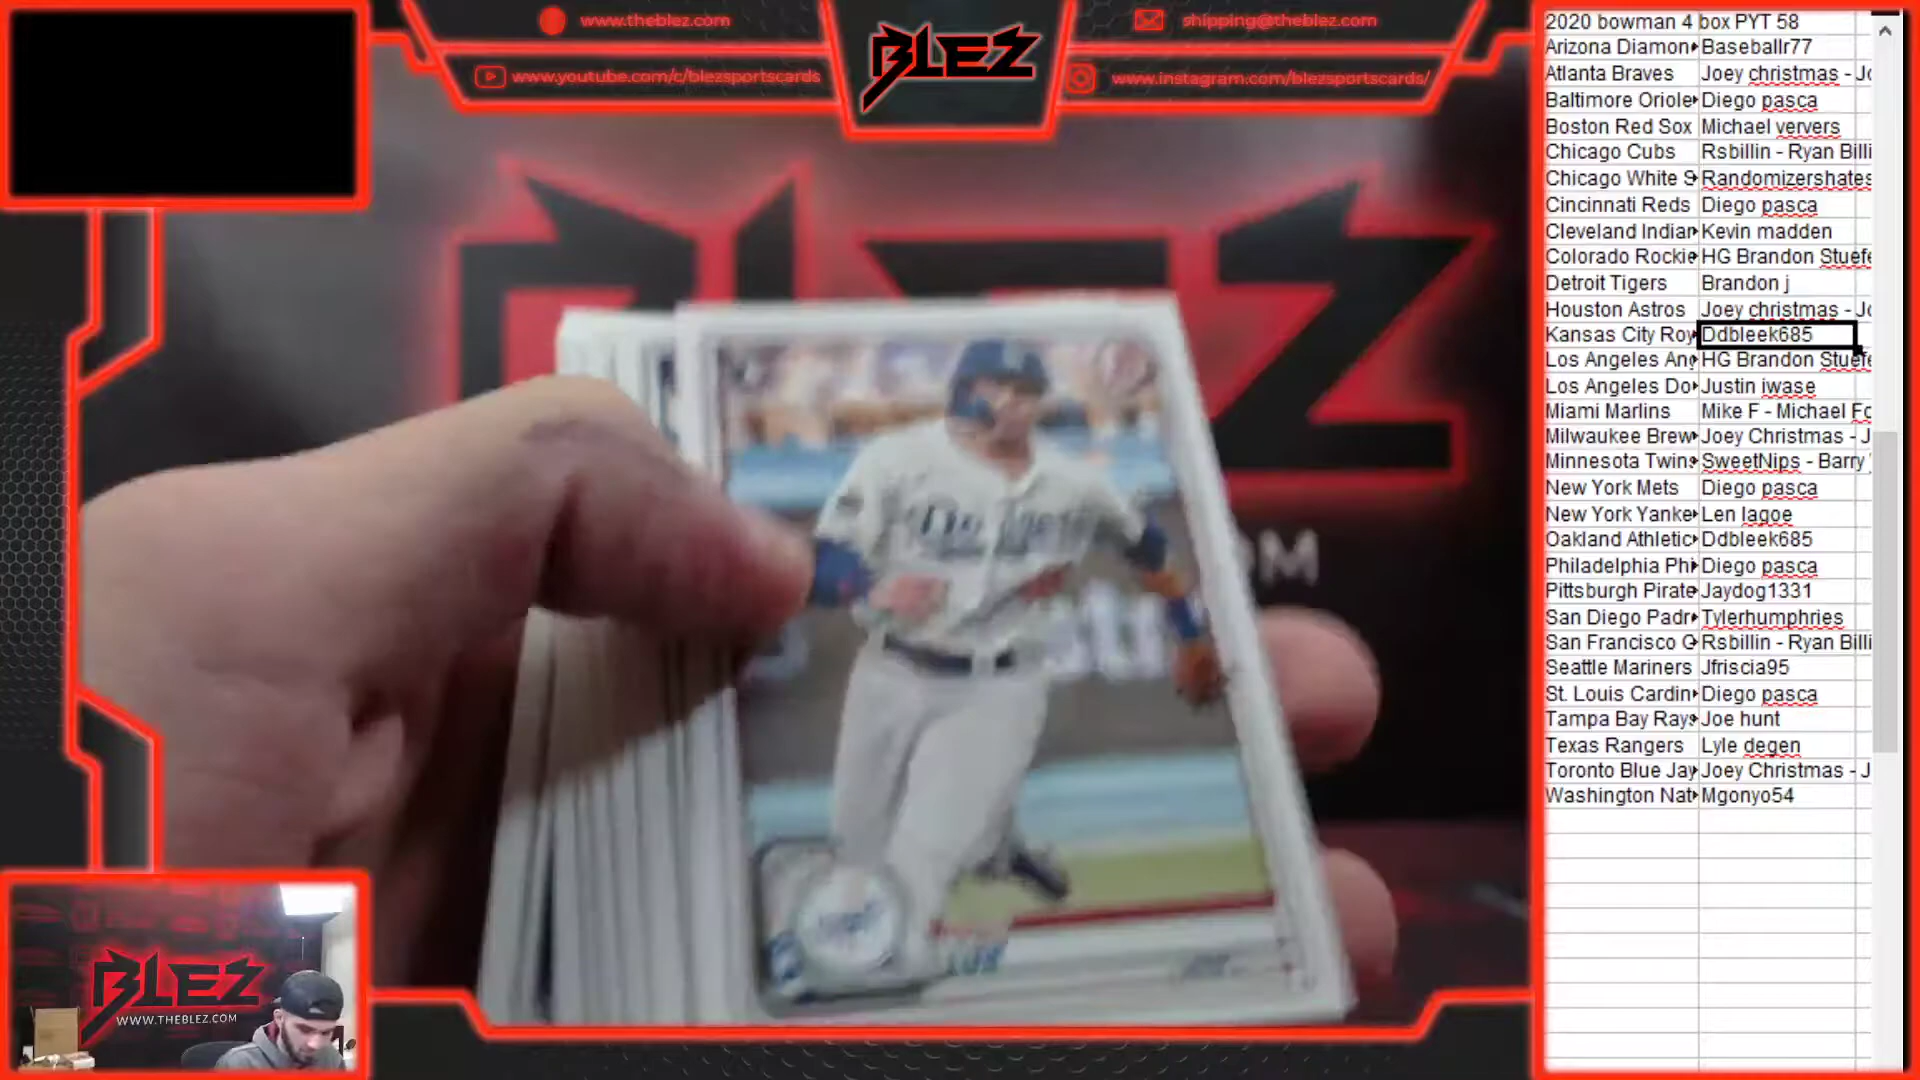 www.theblez.com
BLEZ
shipping@theblez.com
www.youtube.com/c/blezsportscards
www.instagram.com/blezsportscards/
2020 bowman 4 box PYT 58
Arizona Diamon Baseballr77
Atlanta Braves Joey christmas - Jo
Baltimore Oriole Diego pasca
Boston Red Sox Michael ververs
Chicago Cubs Rsbillin - Ryan Billi
Chicago White S Randomizershates
Cincinnati Reds Diego pasca
Cleveland Indian Kevin madden
Colorado Rockie HG Brandon Stuefe
Detroit Tigers Brandon j
Houston Astros Joey christmas - Jo
Kansas City Roy Ddbleek685
Los Angeles Ang HG Brandon Stuefe
Los Angeles Do Justin iwase
Miami Marlins Mike F - Michael Fo
Milwaukee Brew Joey Christmas - J
Minnesota Twins SweetNips - Barry
New York Mets Diego pasca
New York Yanke Len lagoe
Oakland Athletic Ddbleek685
Philadelphia Phi Diego pasca
Pittsburgh Pirate Jaydog1331
San Diego Padr Tylerhumphries
San Francisco G Rsbillin - Ryan Billi
Seattle Mariners Jfriscia95
St. Louis Cardin Diego pasca
Tampa Bay Rays Joe hunt
Texas Rangers Lyle degen
Toronto Blue Jay Joey Christmas - J
Washington Nat Mgonyo54
BLEZ
LUX
BLEZ
WWW.THEBLEZ.COM